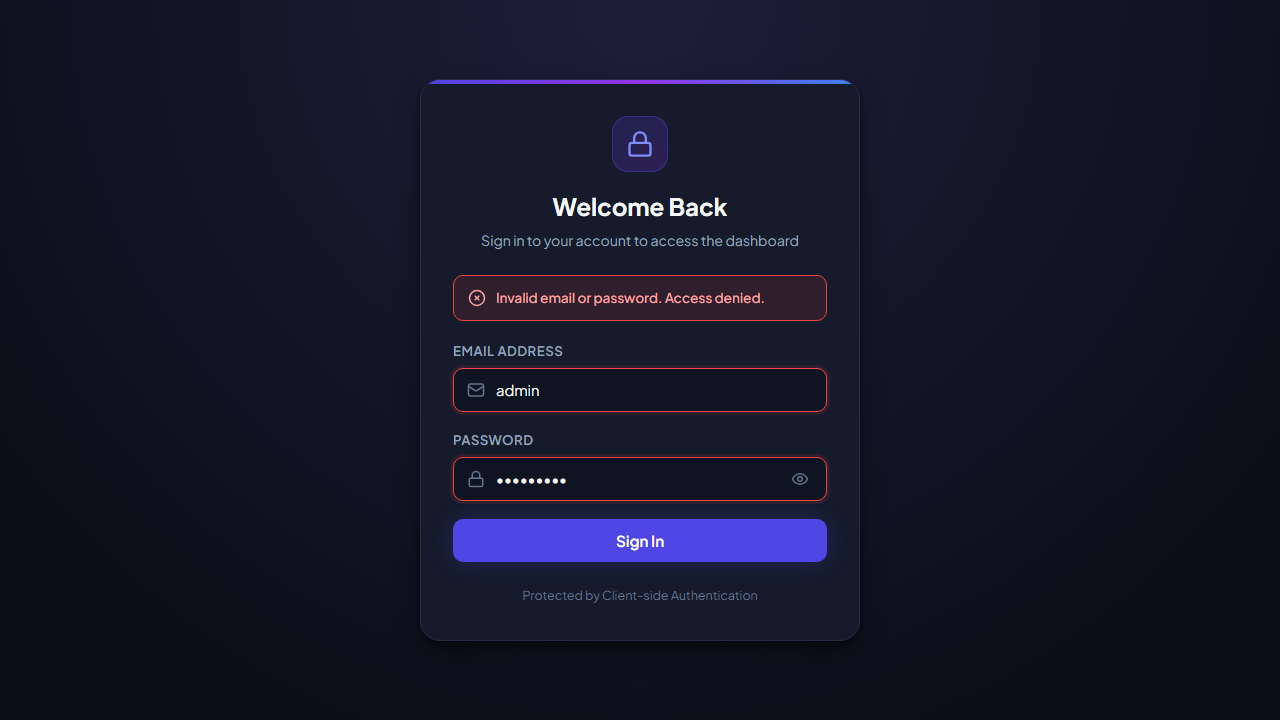 Welcome Back
Sign in to your account to access the dashboard
Invalid email or password. Access denied.
EMAIL ADDRESS
admin
PASSWORD
•••••••••
Sign In
Protected by Client-side Authentication